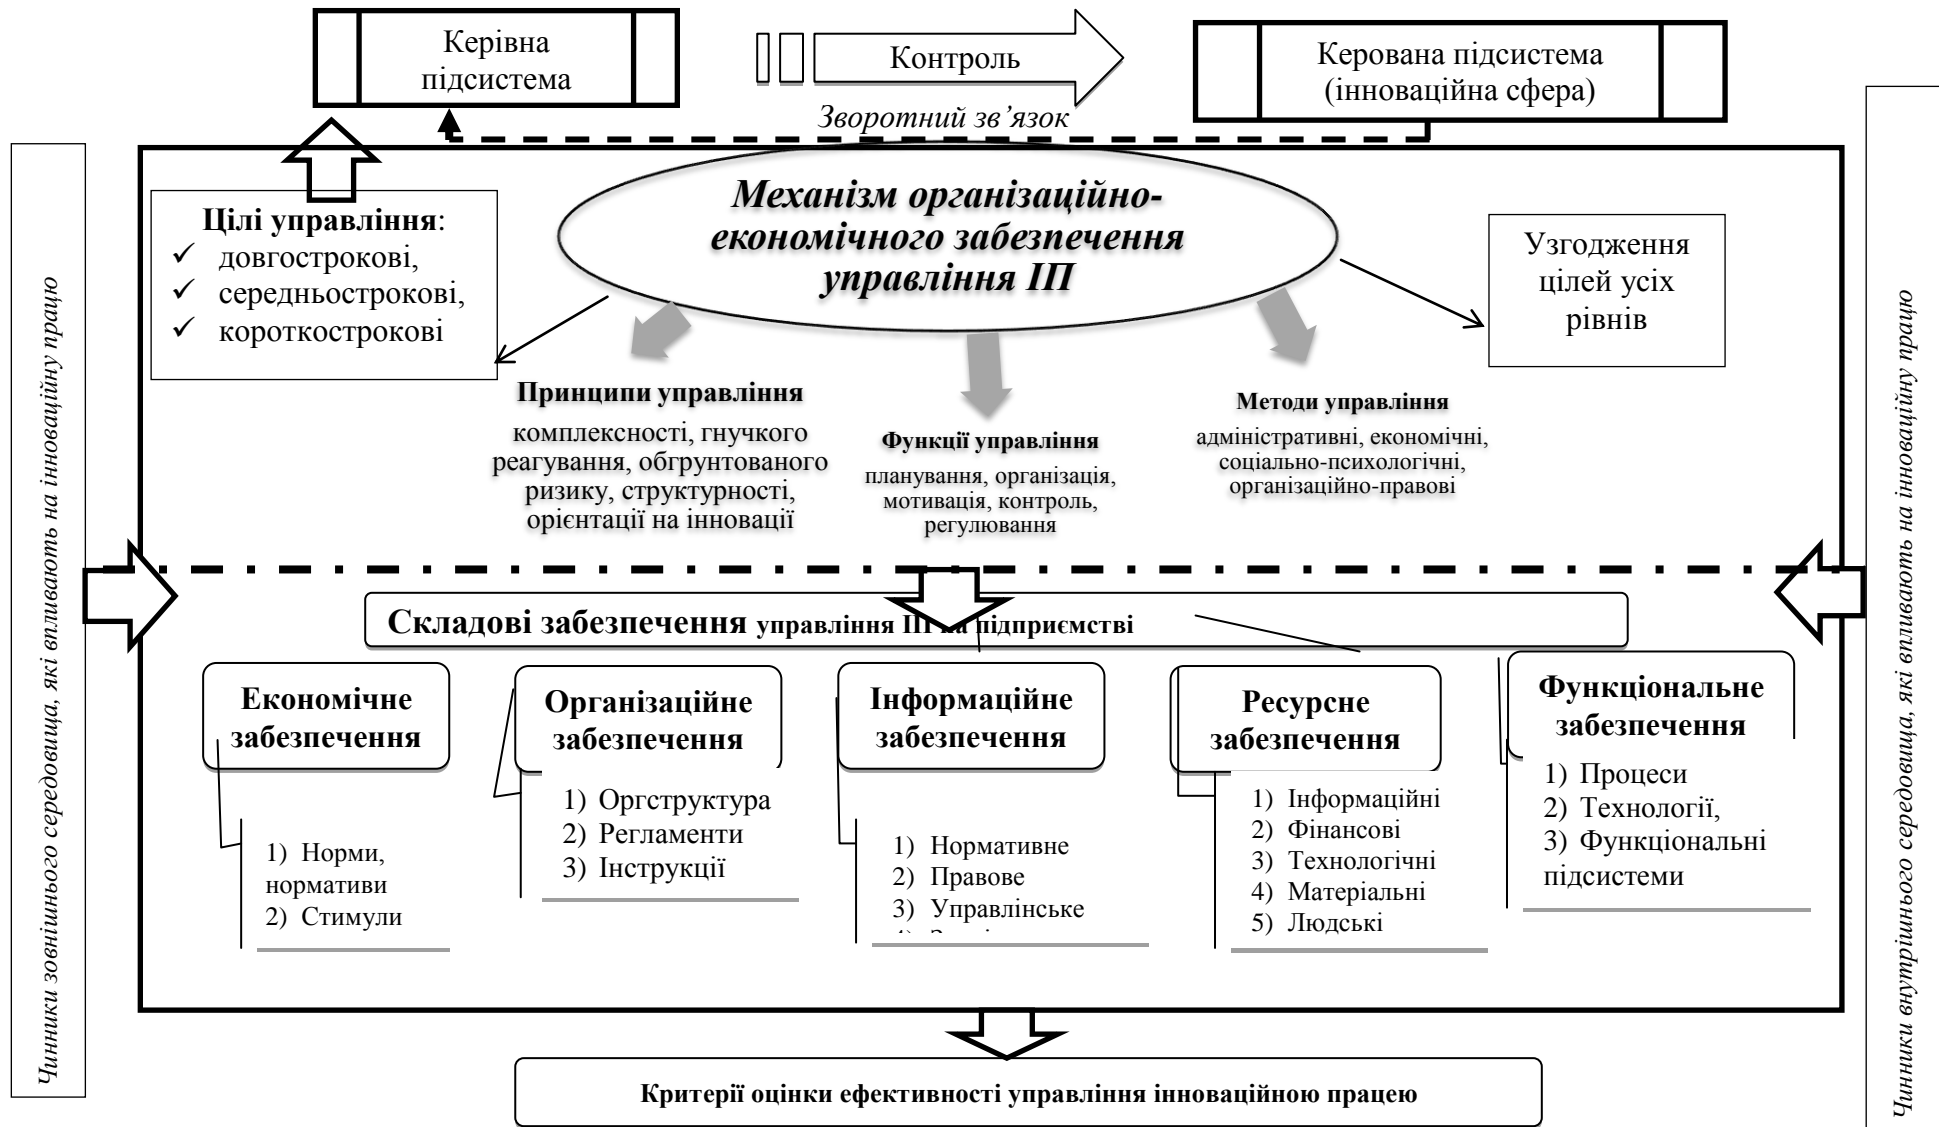 Керівна
підсистема
Контроль
Керована підсистема
(інноваційна сфера)
Зворотний зв’язок
Чинники зовнішнього середовища, які впливають на інноваційну працю
Цілі управління:
✓ довгострокові,
✓ середньострокові,
✓ короткострокові
Механізм організаційно-
економічного забезпечення
управління ІП
Узгодження
цілей усіх
рівнів
Принципи управління
комплексності, гнучкого
реагування, обгрунтованого
ризику, структурності,
орієнтації на інновації
Функції управління
планування, організація,
мотивація, контроль,
регулювання
Методи управління
адміністративні, економічні,
соціально-психологічні,
організаційно-правові
Складові забезпечення управління ІП на підприємстві
Економічне
забезпечення
1) Норми,
нормативи
2) Стимули
Організаційне
забезпечення
1) Оргструктура
2) Регламенти
3) Інструкції
Інформаційне
забезпечення
1) Нормативне
2) Правове
3) Управлінське
Ресурсне
забезпечення
1) Інформаційні
2) Фінансові
3) Технологічні
4) Матеріальні
5) Людські
Функціональне
забезпечення
1) Процеси
2) Технології,
3) Функціональні
підсистеми
Чинники внутрішнього середовища, які впливають на інноваційну працю
Критерії оцінки ефективності управління інноваційною працею